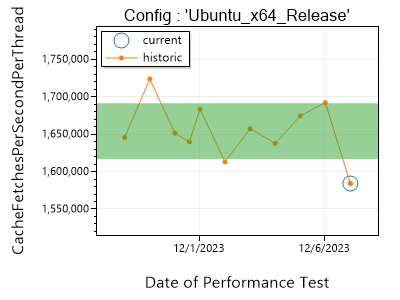 Config : 'Ubuntu_x64_Release'
CacheFetchesPerSecondPerThread
current
historic
1,750,000
1,700,000
1,650,000
1,600,000
1,550,000
12/1/2023
12/6/2023
Date of Performance Test